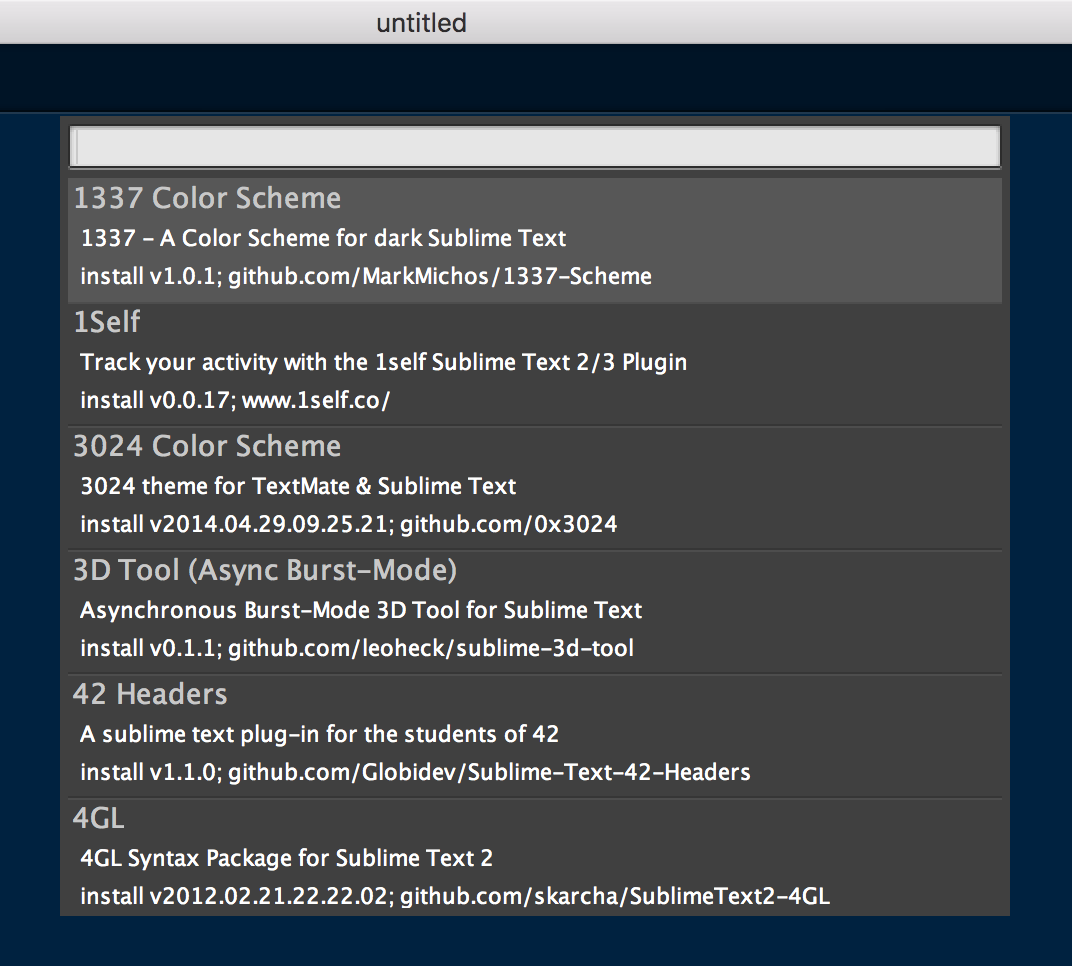 untitled
1337 Color Scheme
1337 – A Color Scheme for dark Sublime Text
install v1.0.1; github.com/MarkMichos/1337-Scheme
1Self
Track your activity with the 1self Sublime Text 2/3 Plugin
install v0.0.17; www.1self.co/
3024 Color Scheme
3024 theme for TextMate & Sublime Text
install v2014.04.29.09.25.21; github.com/0x3024
3D Tool (Async Burst-Mode)
Asynchronous Burst-Mode 3D Tool for Sublime Text
install v0.1.1; github.com/leoheck/sublime-3d-tool
42 Headers
A sublime text plug-in for the students of 42
install v1.1.0; github.com/Globidev/Sublime-Text-42-Headers
4GL
4GL Syntax Package for Sublime Text 2
install v2012.02.21.22.22.02; github.com/skarcha/SublimeText2-4GL